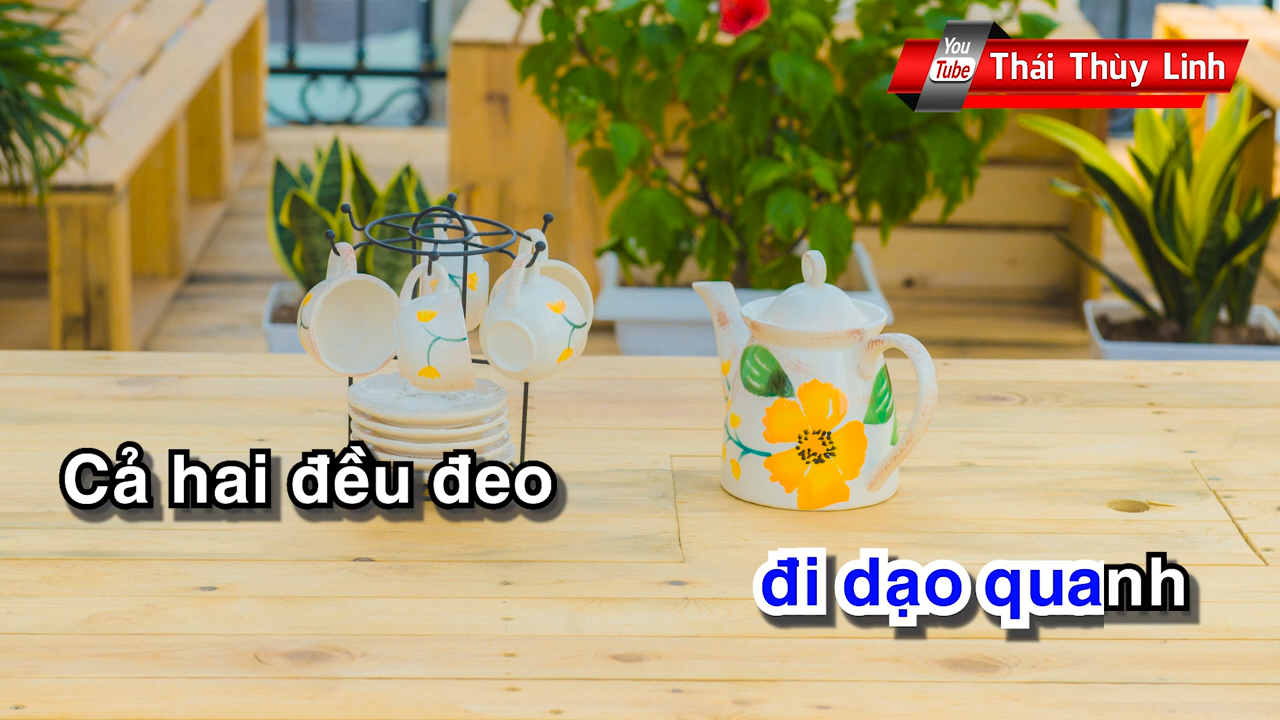 You
Tube
Thái Thùy Linh
Cả hai đều đeo
đi dạo quanh